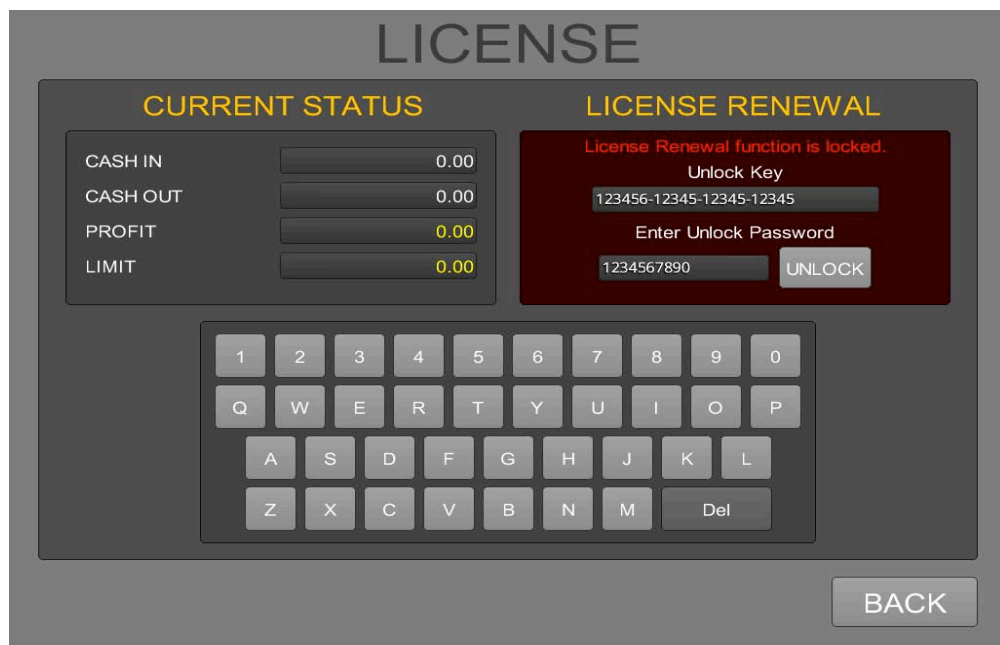 LICENSE
CURRENT STATUS
CASH IN 0.00
CASH OUT 0.00
PROFIT 0.00
LIMIT 0.00
LICENSE RENEWAL
License Renewal function is locked.
Unlock Key
123456-12345-12345-12345
Enter Unlock Password
1234567890 UNLOCK
1 2 3 4 5 6 7 8 9 0
Q W E R T Y U I O P
A S D F G H J K L
Z X C V B N M Del
BACK